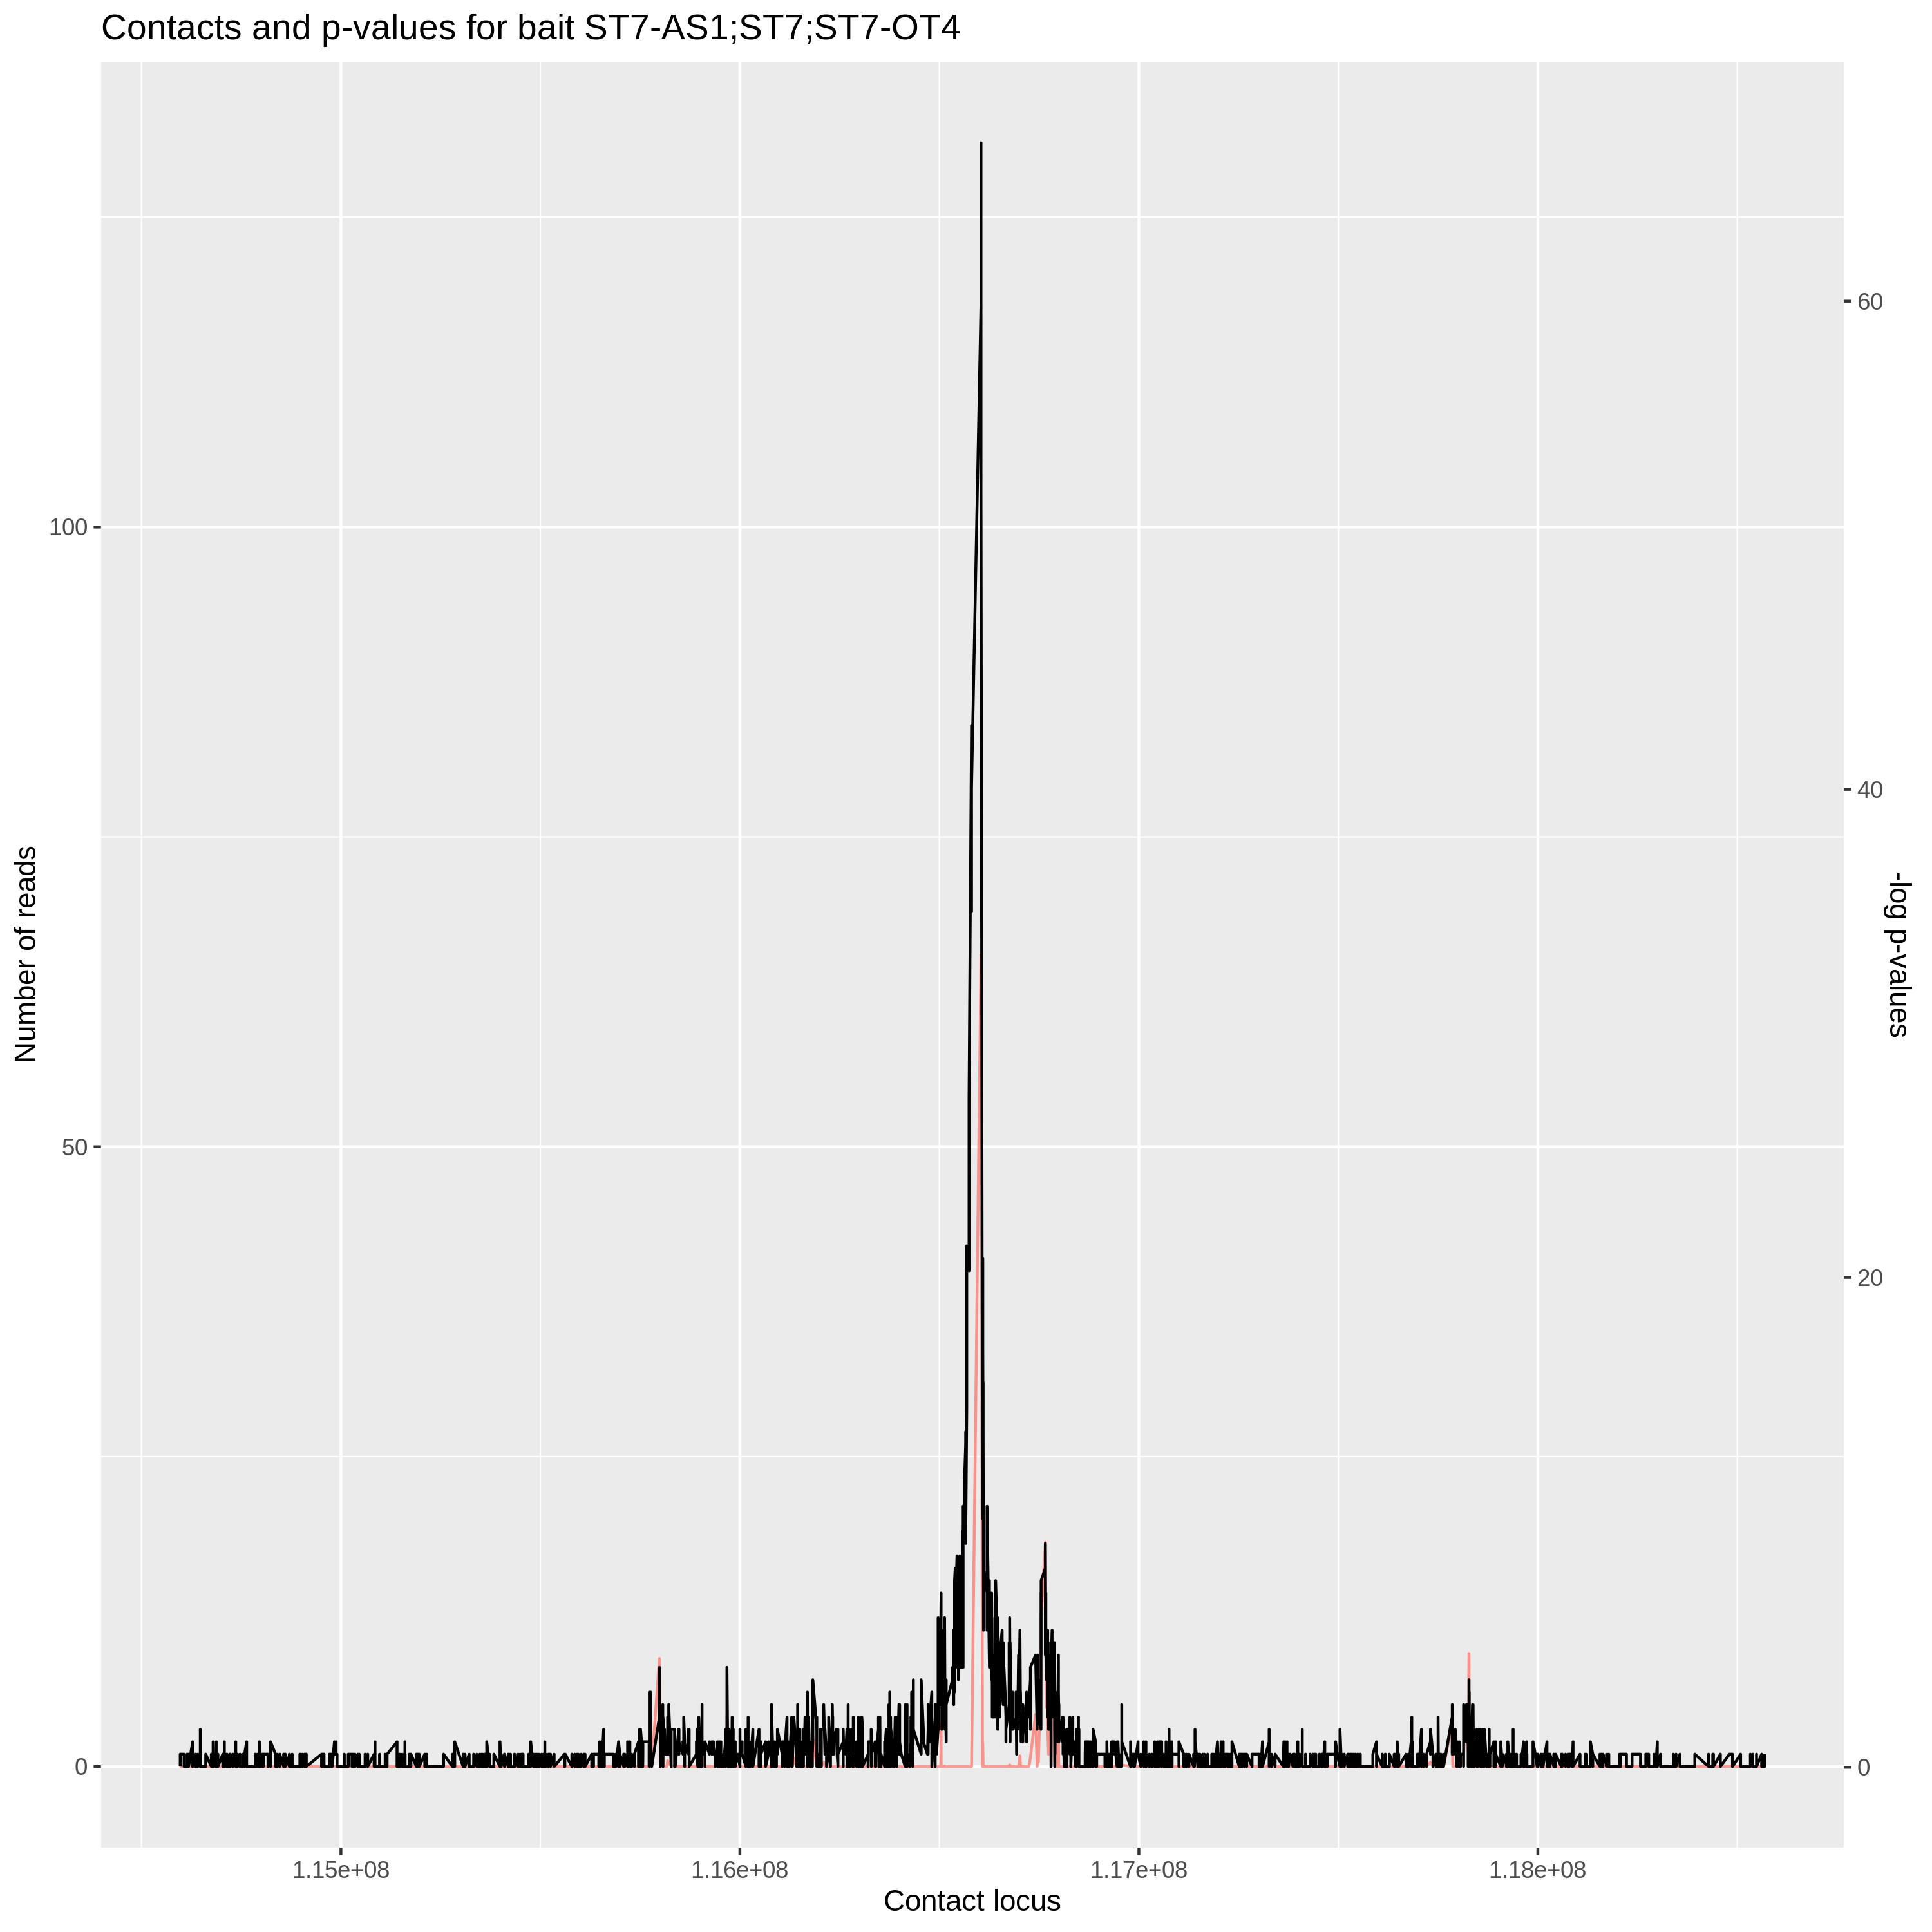 Contacts and p-values for bait ST7-AS1;ST7;ST7-OT4
100
50
0
Number of reads
60
40
20
0
-log p-values
1.15e+08 1.16e+08 1.17e+08 1.18e+08
Contact locus